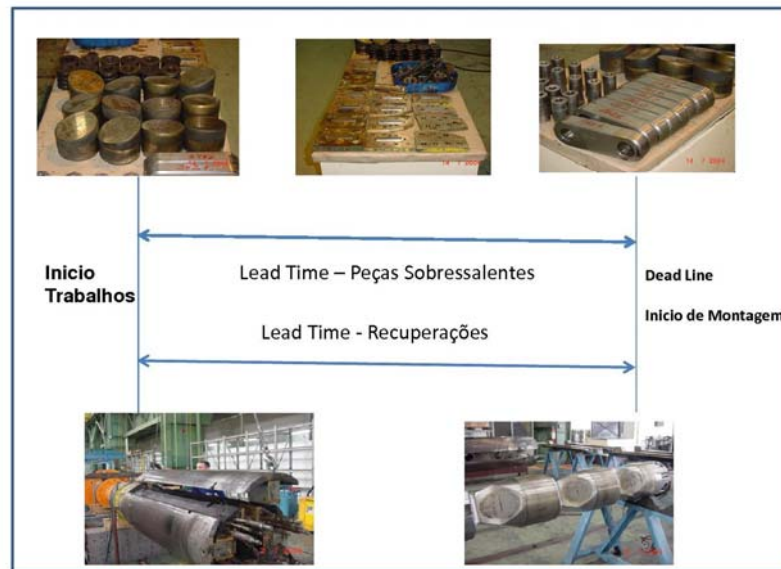 Inicio
Trabalhos
Lead Time – Peças Sobressalentes
Lead Time - Recuperações
Dead Line
Inicio de Montagem